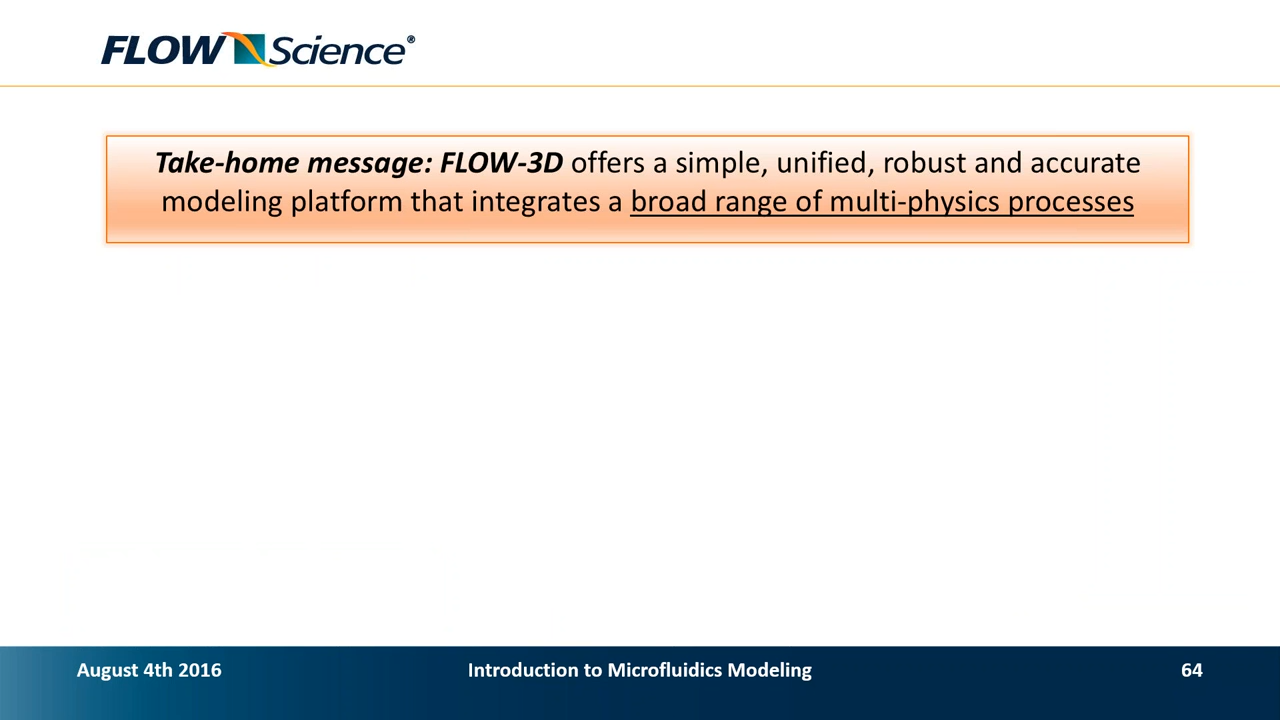 FLOW Science®
Take-home message: FLOW-3D offers a simple, unified, robust and accurate
modeling platform that integrates a broad range of multi-physics processes
August 4th 2016
Introduction to Microfluidics Modeling
64